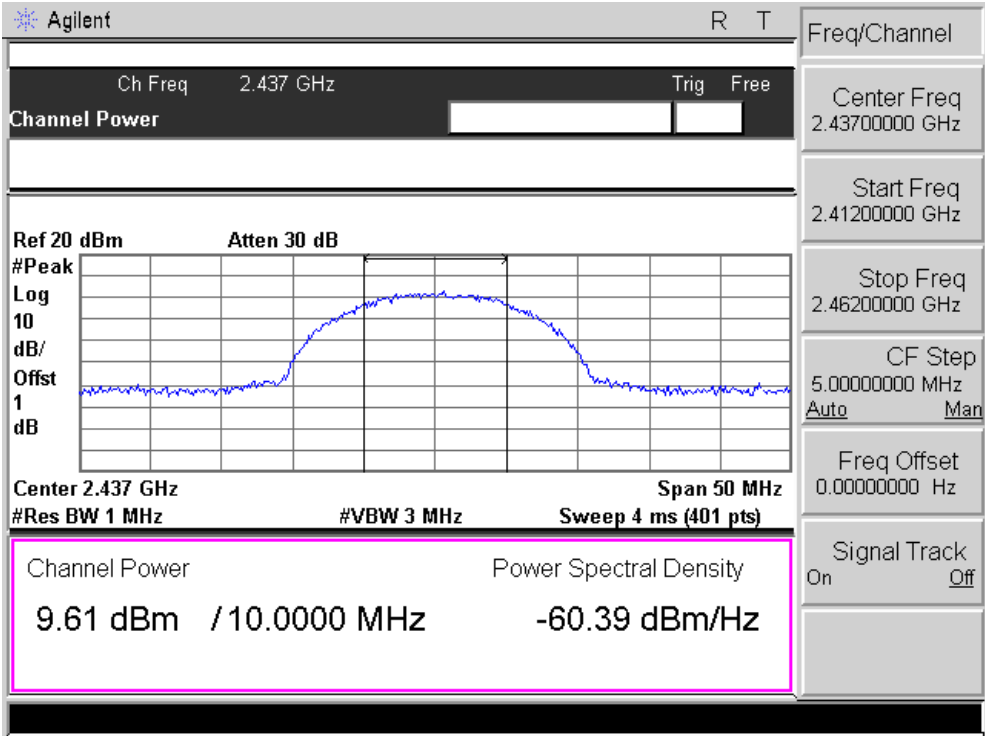 Agilent R T
Freq/Channel
Ch Freq 2.437 GHz Trig Free
Channel Power
Center Freq
2.43700000 GHz
Start Freq
2.41200000 GHz
Stop Freq
2.46200000 GHz
CF Step
5.00000000 MHz
Auto Man
Freq Offset
0.00000000 Hz
Signal Track
On Off
Ref 20 dBm Atten 30 dB
#Peak
Log
10
dB/
Offst
1
dB
Center 2.437 GHz Span 50 MHz
#Res BW 1 MHz #VBW 3 MHz Sweep 4 ms (401 pts)
Channel Power Power Spectral Density
9.61 dBm / 10.0000 MHz -60.39 dBm/Hz